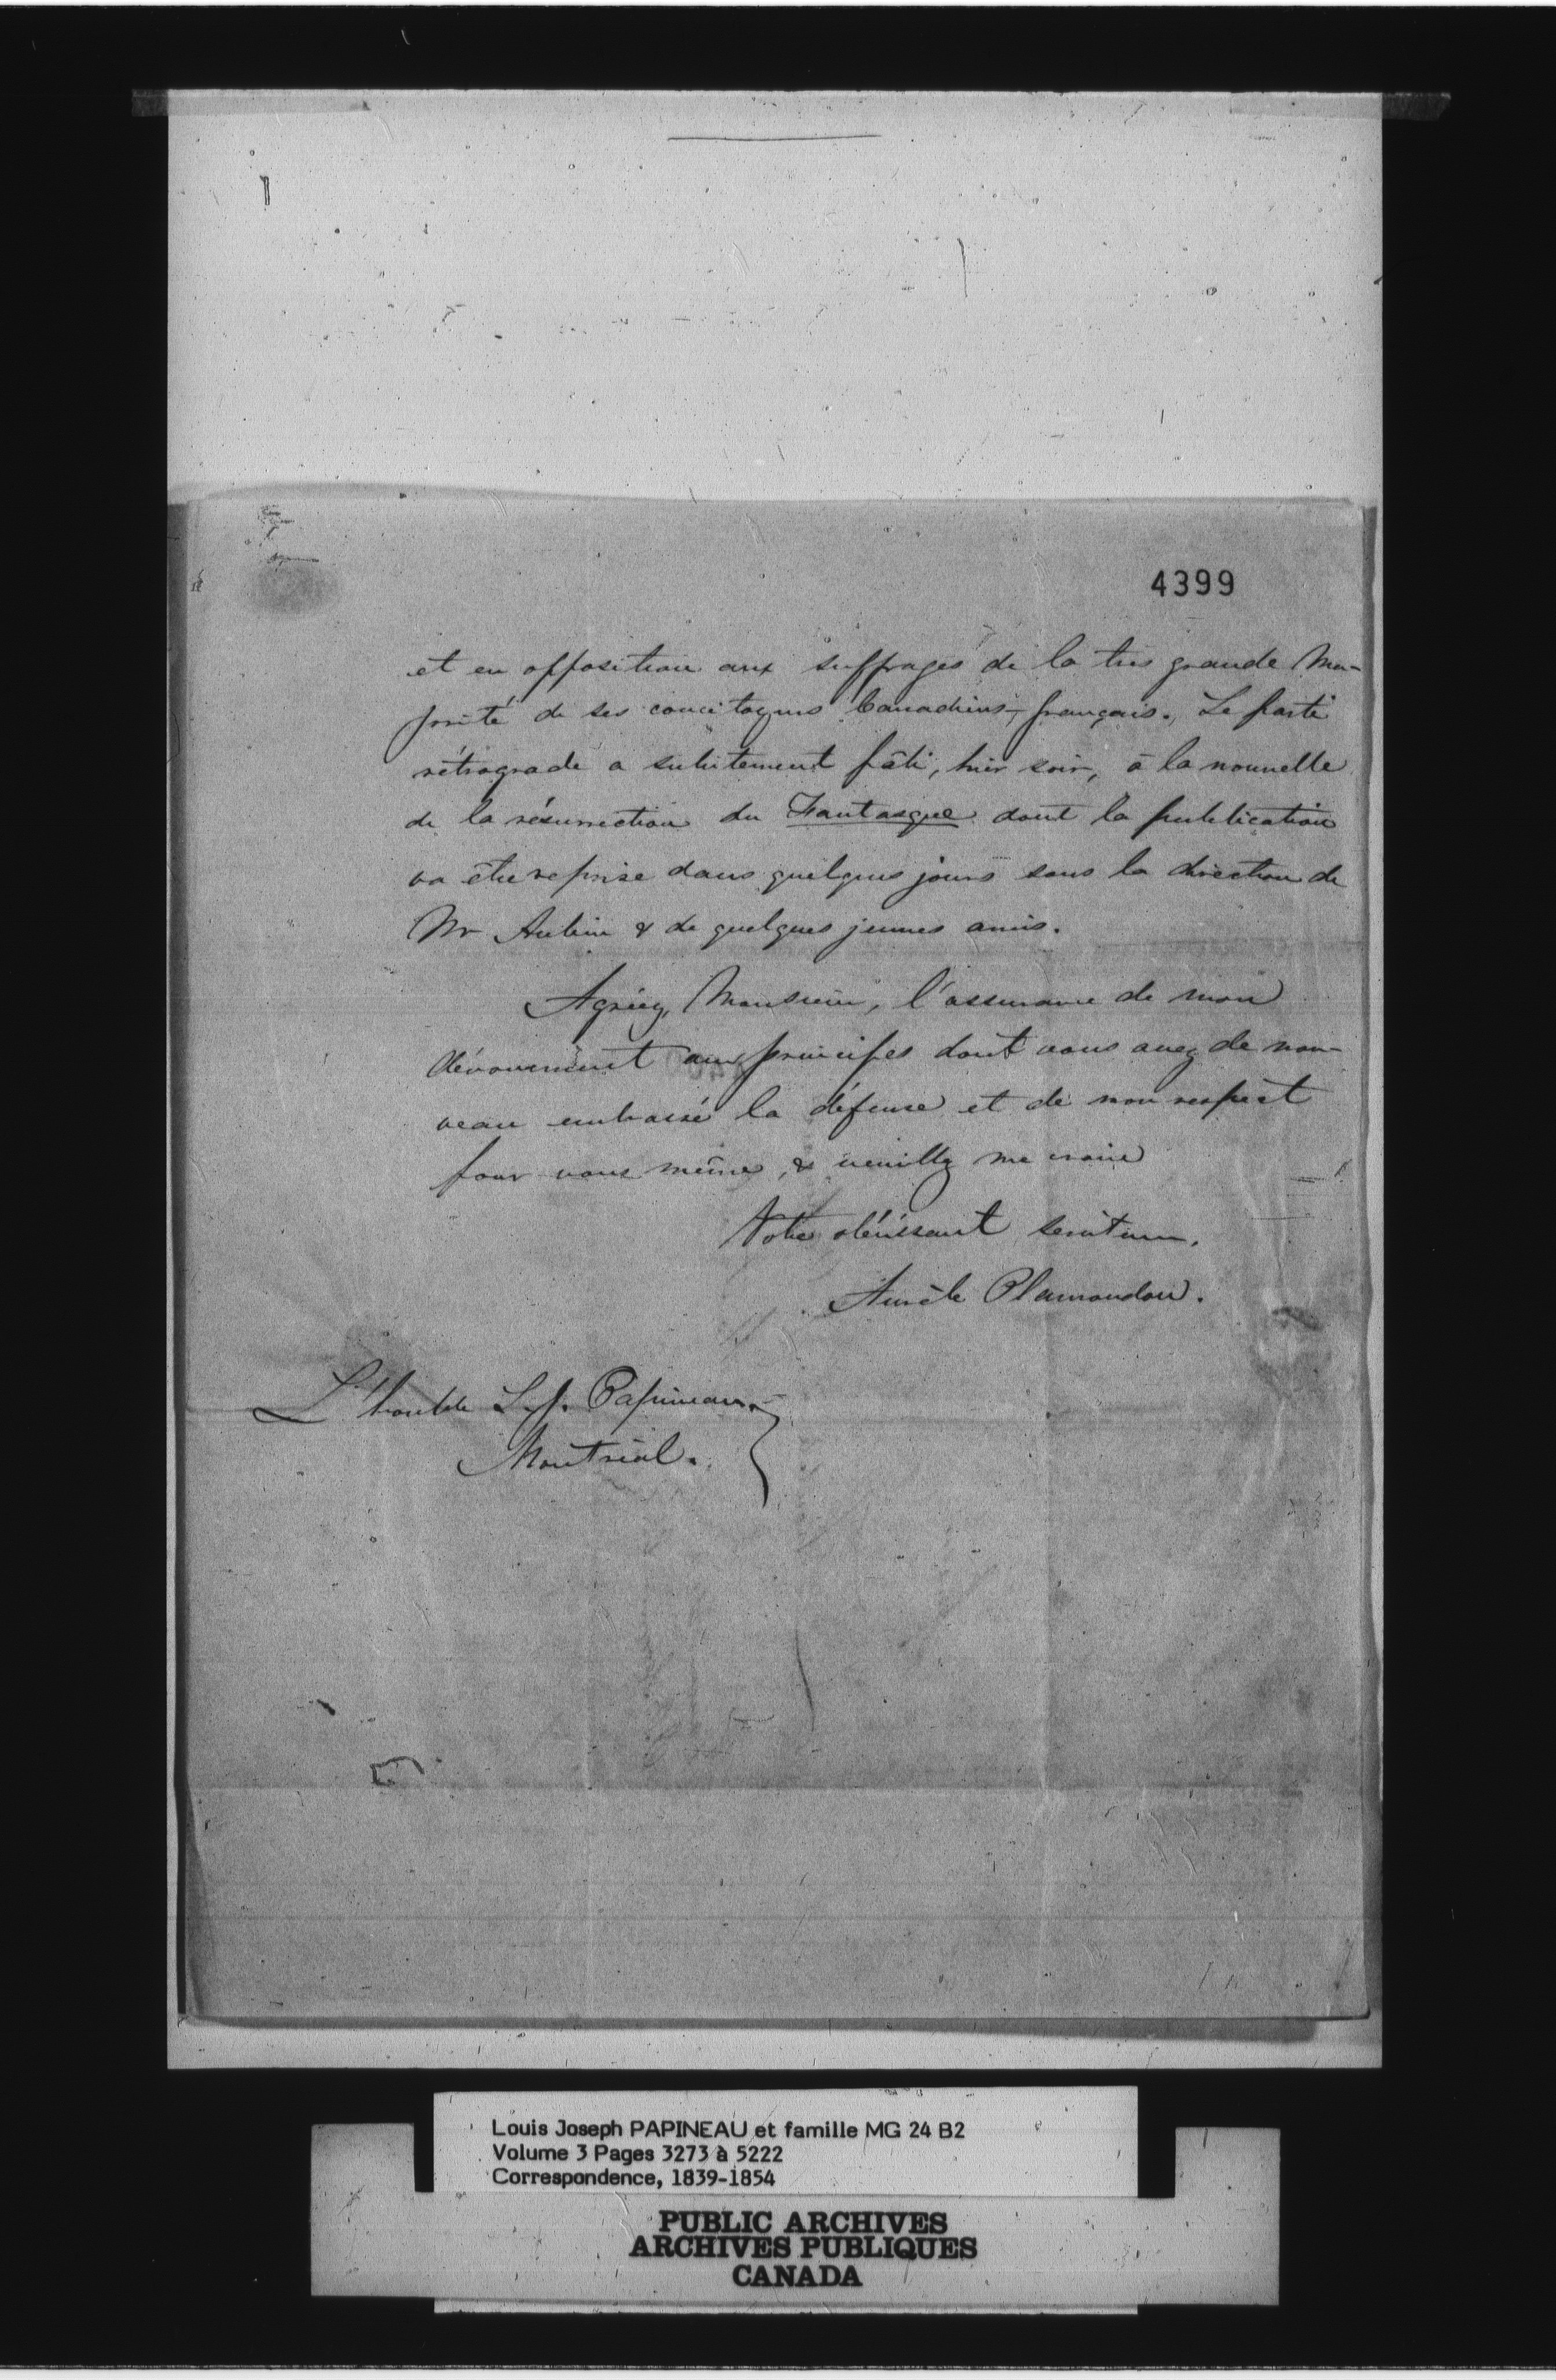 4399
et en opposition aux suffrages de la très grande Ma-
jorité de ses concitoyens Canadiens-français. Le parti
rétrograde a subitement pâli, hier soir, à la nouvelle
de la résurrection du Fantasque dont la publication
va être reprise dans quelques jours sous la direction de
Mr Aubin & de quelques jeunes amis.
Agréez, Monsieur, l'assurance de mon
dévouement aux principes dont vous avez de nou-
veau embrassé la défense et de mon respect
pour vous même, & veuillez me croire
Votre obéissant serviteur.
Aurèle Plamondon.
L'honble L. J. Papineau
Montréal.
Louis Joseph PAPINEAU et famille MG 24 B2
Volume 3 Pages 3273 à 5222
Correspondence, 1839-1854
PUBLIC ARCHIVES
ARCHIVES PUBLIQUES
CANADA